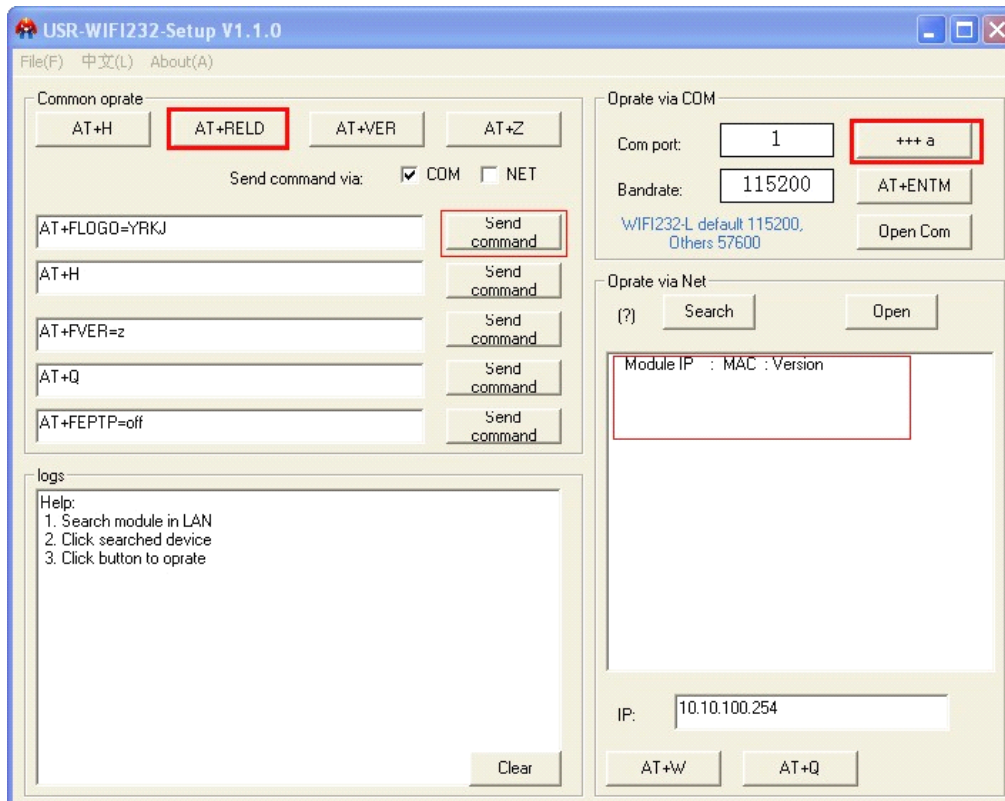 USR-WIFI232-Setup V1.1.0
File(F) 中文(L) About(A)
Common oprate
AT+H AT+RELD AT+VER AT+Z
Send command via: COM NET
AT+FLOGO=YRKJ
Send
command
AT+H
Send
command
AT+FVER=z
Send
command
AT+Q
Send
command
AT+FEPTP=off
Send
command
logs
Help:
1. Search module in LAN
2. Click searched device
3. Click button to oprate
Clear
Oprate via COM
Com port: 1 +++ a
Bandrate: 115200 AT+ENTM
WIFI232-L default 115200,
Others 57600
Open Com
Oprate via Net
(?) Search Open
Module IP : MAC : Version
IP: 10.10.100.254
AT+W AT+Q